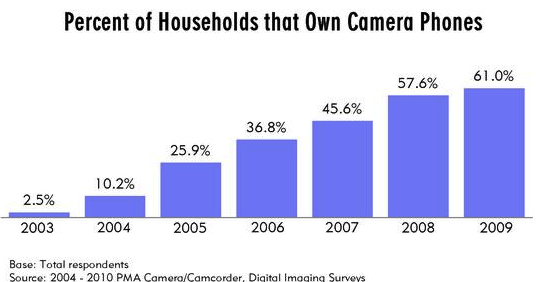 Percent of Households that Own Camera Phones
2.5%
10.2%
25.9%
36.8%
45.6%
57.6%
61.0%
2003 2004 2005 2006 2007 2008 2009
Base: Total respondents
Source: 2004 - 2010 PMA Camera/Camcorder, Digital Imaging Surveys